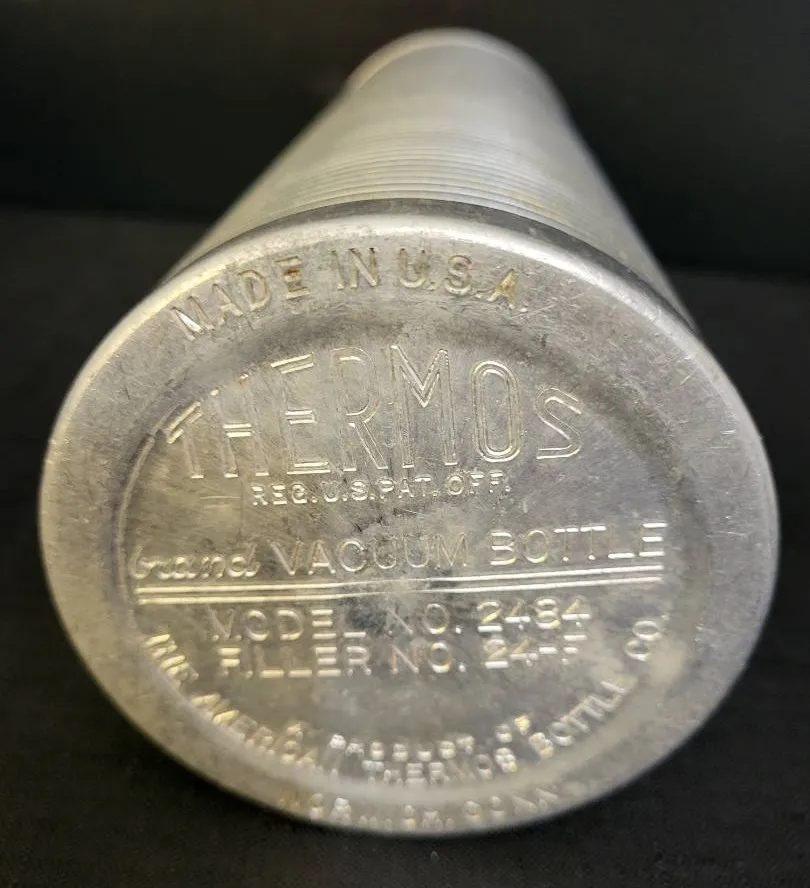 MADE IN U.S.A.
THERMOS
REG. U.S. PAT. OFF.
brand VACUUM BOTTLE
MODEL NO. 2484
FILLER NO. 24-F
A PRODUCT OF
THE AMERICAN THERMOS BOTTLE CO.
CONN.